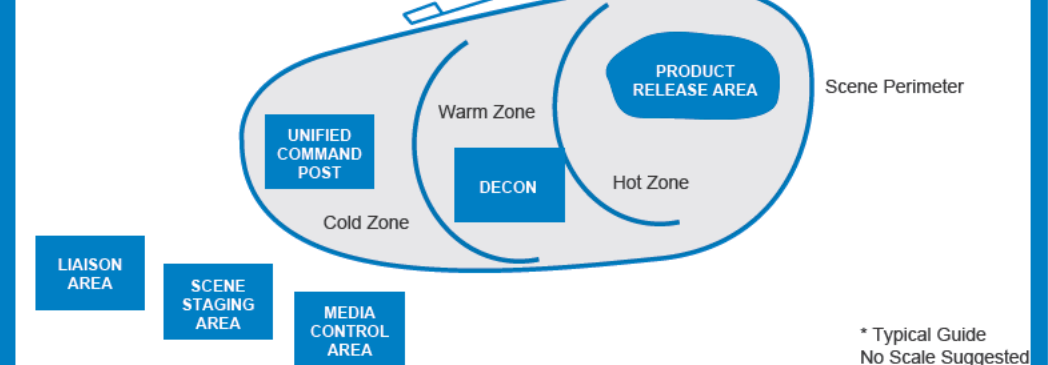 PRODUCT
RELEASE AREA
Scene Perimeter
Warm Zone
UNIFIED
COMMAND
POST
DECON
Hot Zone
Cold Zone
LIAISON
AREA
SCENE
STAGING
AREA
MEDIA
CONTROL
AREA
* Typical Guide
No Scale Suggested